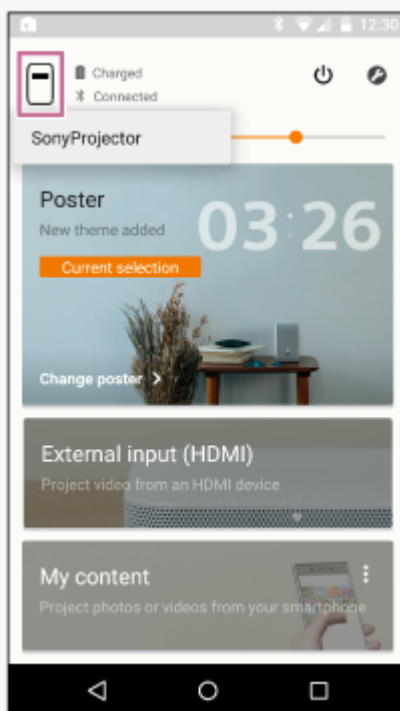 12:30
Charged
Connected
SonyProjector
Poster
New theme added
03:26
Current selection
Change poster >
External input (HDMI)
Project video from an HDMI device
My content
Project photos or videos from your smartphone